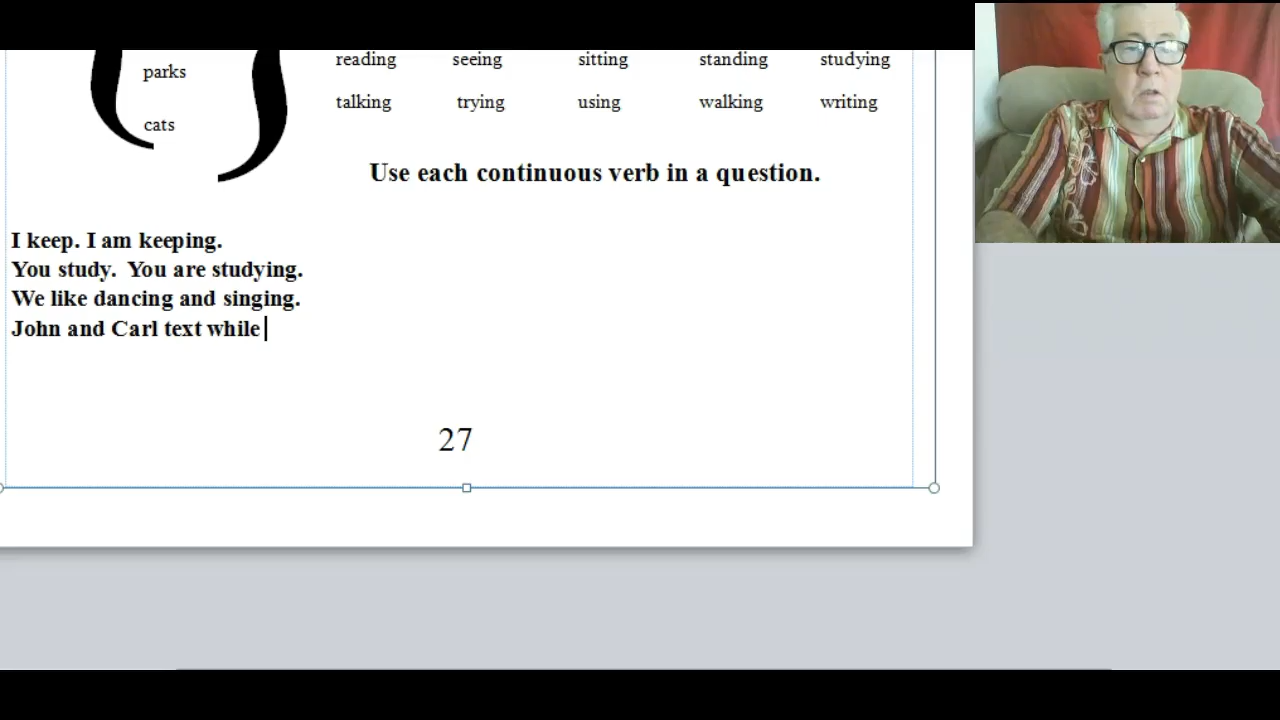 parks
cats
reading seeing sitting standing studying
talking trying using walking writing
Use each continuous verb in a question.
I keep. I am keeping.
You study. You are studying.
We like dancing and singing.
John and Carl text while
27